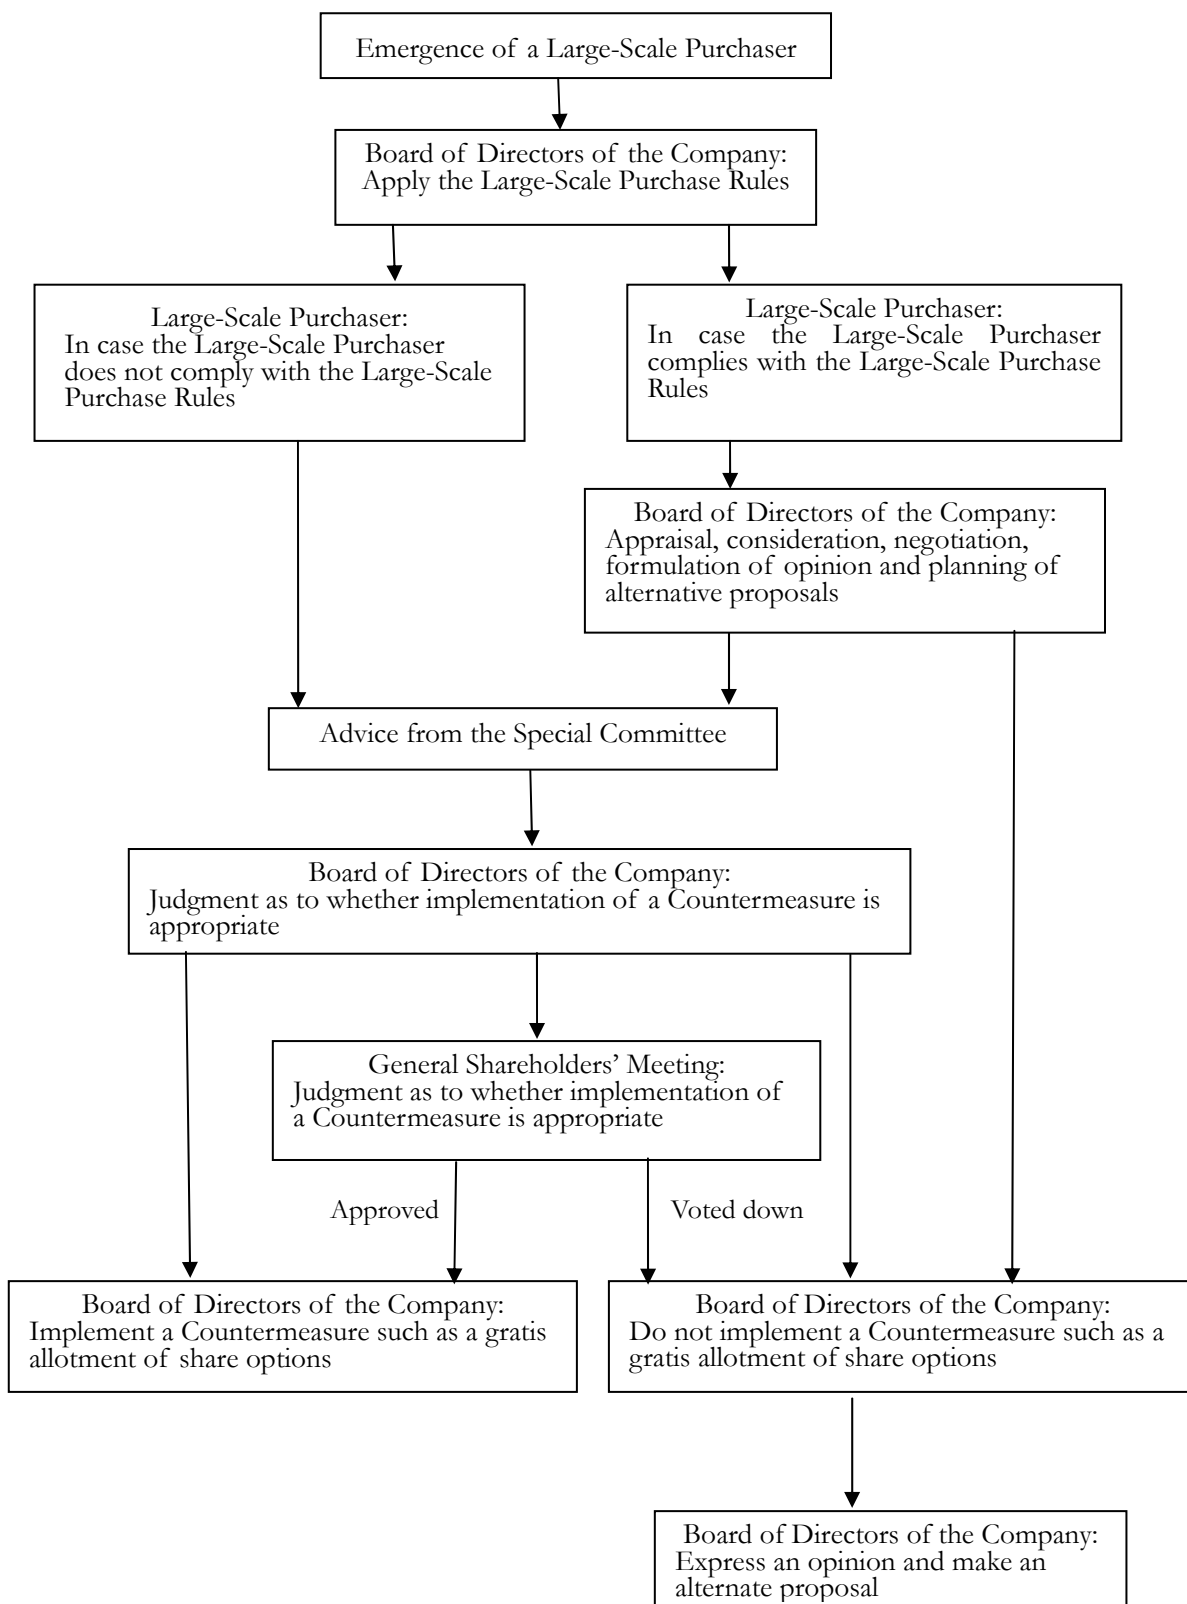 Emergence of a Large-Scale Purchaser
Board of Directors of the Company:
Apply the Large-Scale Purchase Rules
Large-Scale Purchaser:
In case the Large-Scale Purchaser
does not comply with the Large-Scale
Purchase Rules
Large-Scale Purchaser:
In case the Large-Scale Purchaser
complies with the Large-Scale Purchase
Rules
Board of Directors of the Company:
Appraisal, consideration, negotiation,
formulation of opinion and planning of
alternative proposals
Advice from the Special Committee
Board of Directors of the Company:
Judgment as to whether implementation of a Countermeasure is
appropriate
General Shareholders’ Meeting:
Judgment as to whether implementation of
a Countermeasure is appropriate
Approved
Voted down
Board of Directors of the Company:
Implement a Countermeasure such as a gratis
allotment of share options
Board of Directors of the Company:
Do not implement a Countermeasure such as a
gratis allotment of share options
Board of Directors of the Company:
Express an opinion and make an
alternate proposal